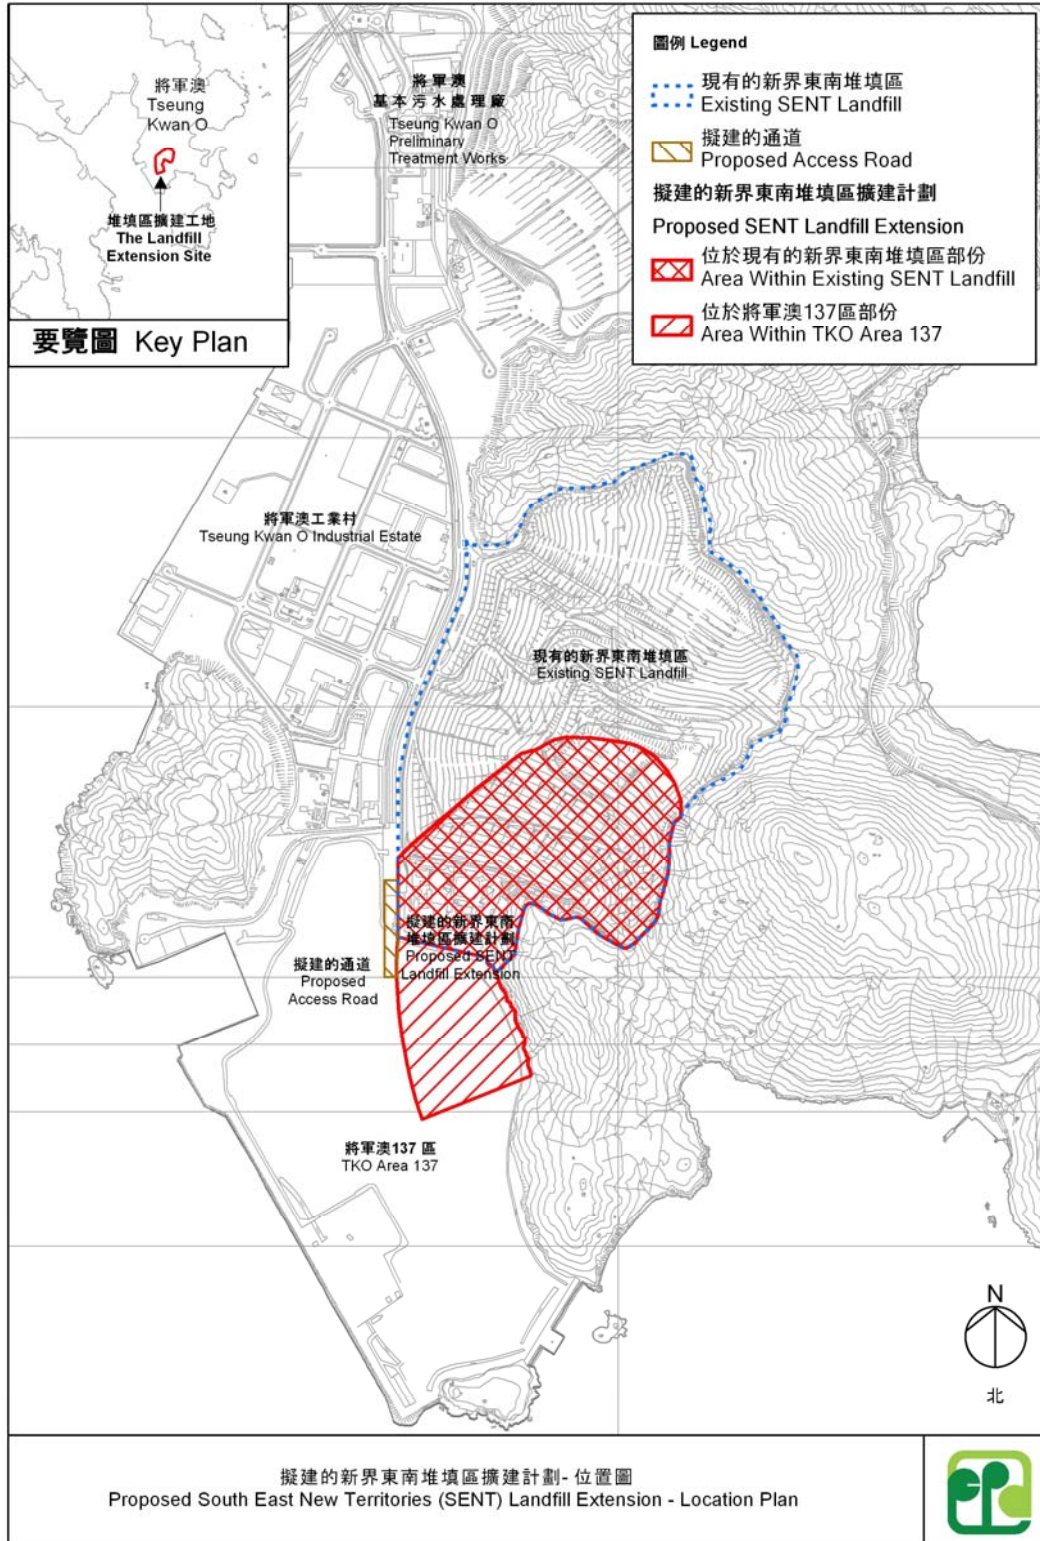 將軍澳
Tseung
Kwan O
堆填區擴建工地
The Landfill
Extension Site
要覽圖 Key Plan
圖例 Legend
現有的新界東南堆填區
Existing SENT Landfill
擬建的通道
Proposed Access Road
擬建的新界東南堆填區擴建計劃
Proposed SENT Landfill Extension
位於現有的新界東南堆填區部份
Area Within Existing SENT Landfill
位於將軍澳137區部份
Area Within TKO Area 137
將軍澳
基本污水處理廠
Tseung Kwan O
Preliminary
Treatment Works
將軍澳工業村
Tseung Kwan O Industrial Estate
現有的新界東南堆填區
Existing SENT Landfill
擬建的新界東南
堆填區擴建計劃
Proposed SENT
Landfill Extension
擬建的通道
Proposed
Access Road
將軍澳137 區
TKO Area 137
N
北
擬建的新界東南堆填區擴建計劃- 位置圖
Proposed South East New Territories (SENT) Landfill Extension - Location Plan